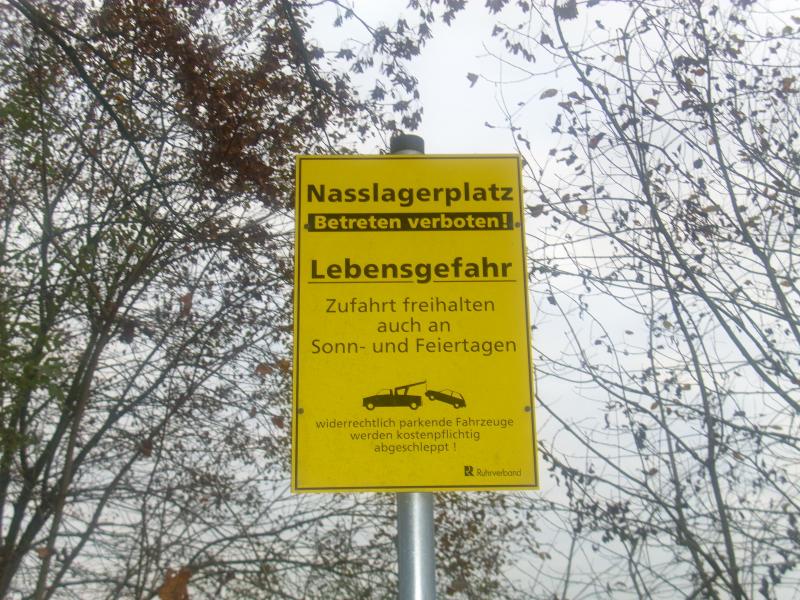 Nasslagerplatz
Betreten verboten!
Lebensgefahr
Zufahrt freihalten
auch an
Sonn- und Feiertagen
widerrechtlich parkende Fahrzeuge
werden kostenpflichtig
abgeschleppt !
Ruhrverband